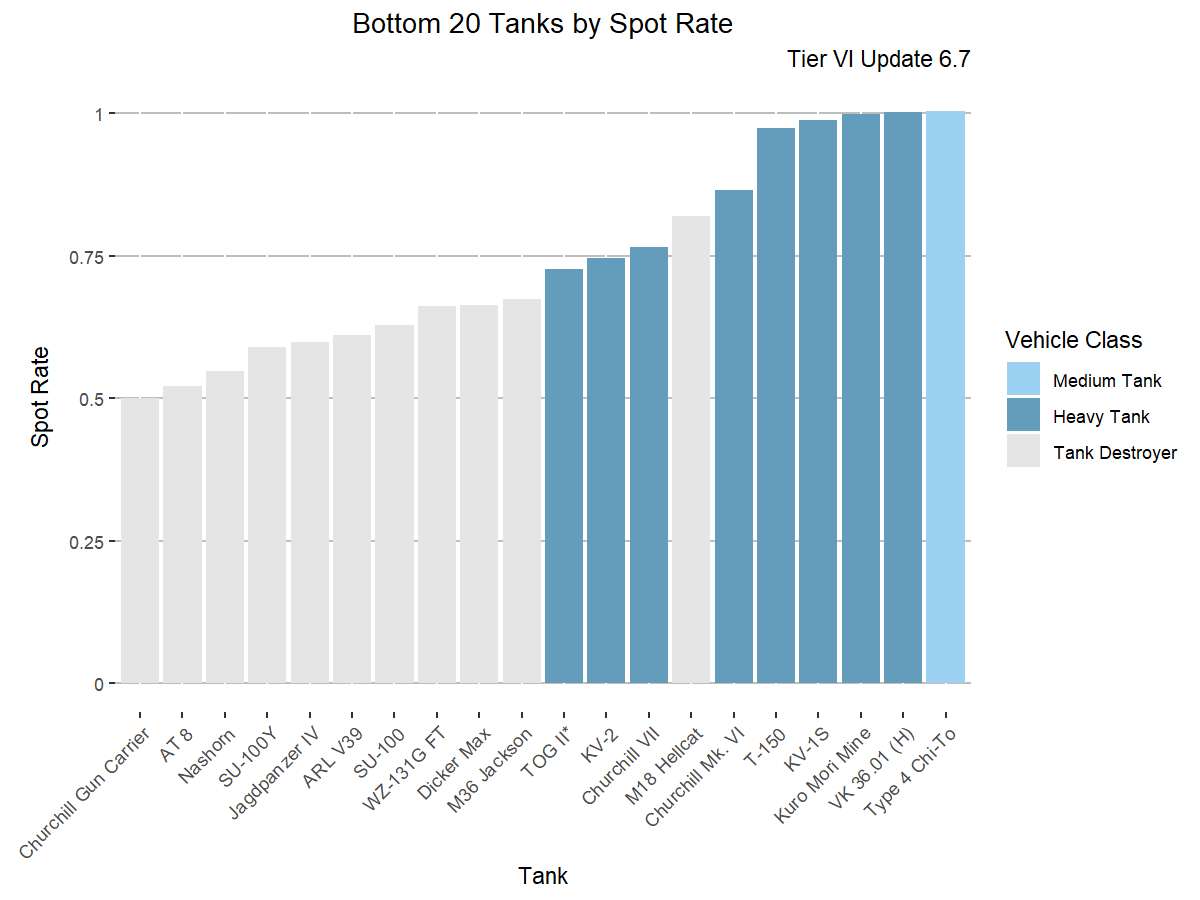 Bottom 20 Tanks by Spot Rate
Tier VI Update 6.7
1
0.75
0.5
0.25
0
Spot Rate
Churchill Gun Carrier
AT 8
Nashorn
SU-100Y
Jagdpanzer IV
ARL V39
SU-100
WZ-131G FT
Dicker Max
M36 Jackson
TOG II*
KV-2
Churchill VII
M18 Hellcat
Churchill Mk. VI
T-150
KV-1S
Kuro Mori Mine
VK 36.01 (H)
Type 4 Chi-To
Tank
Vehicle Class
Medium Tank
Heavy Tank
Tank Destroyer